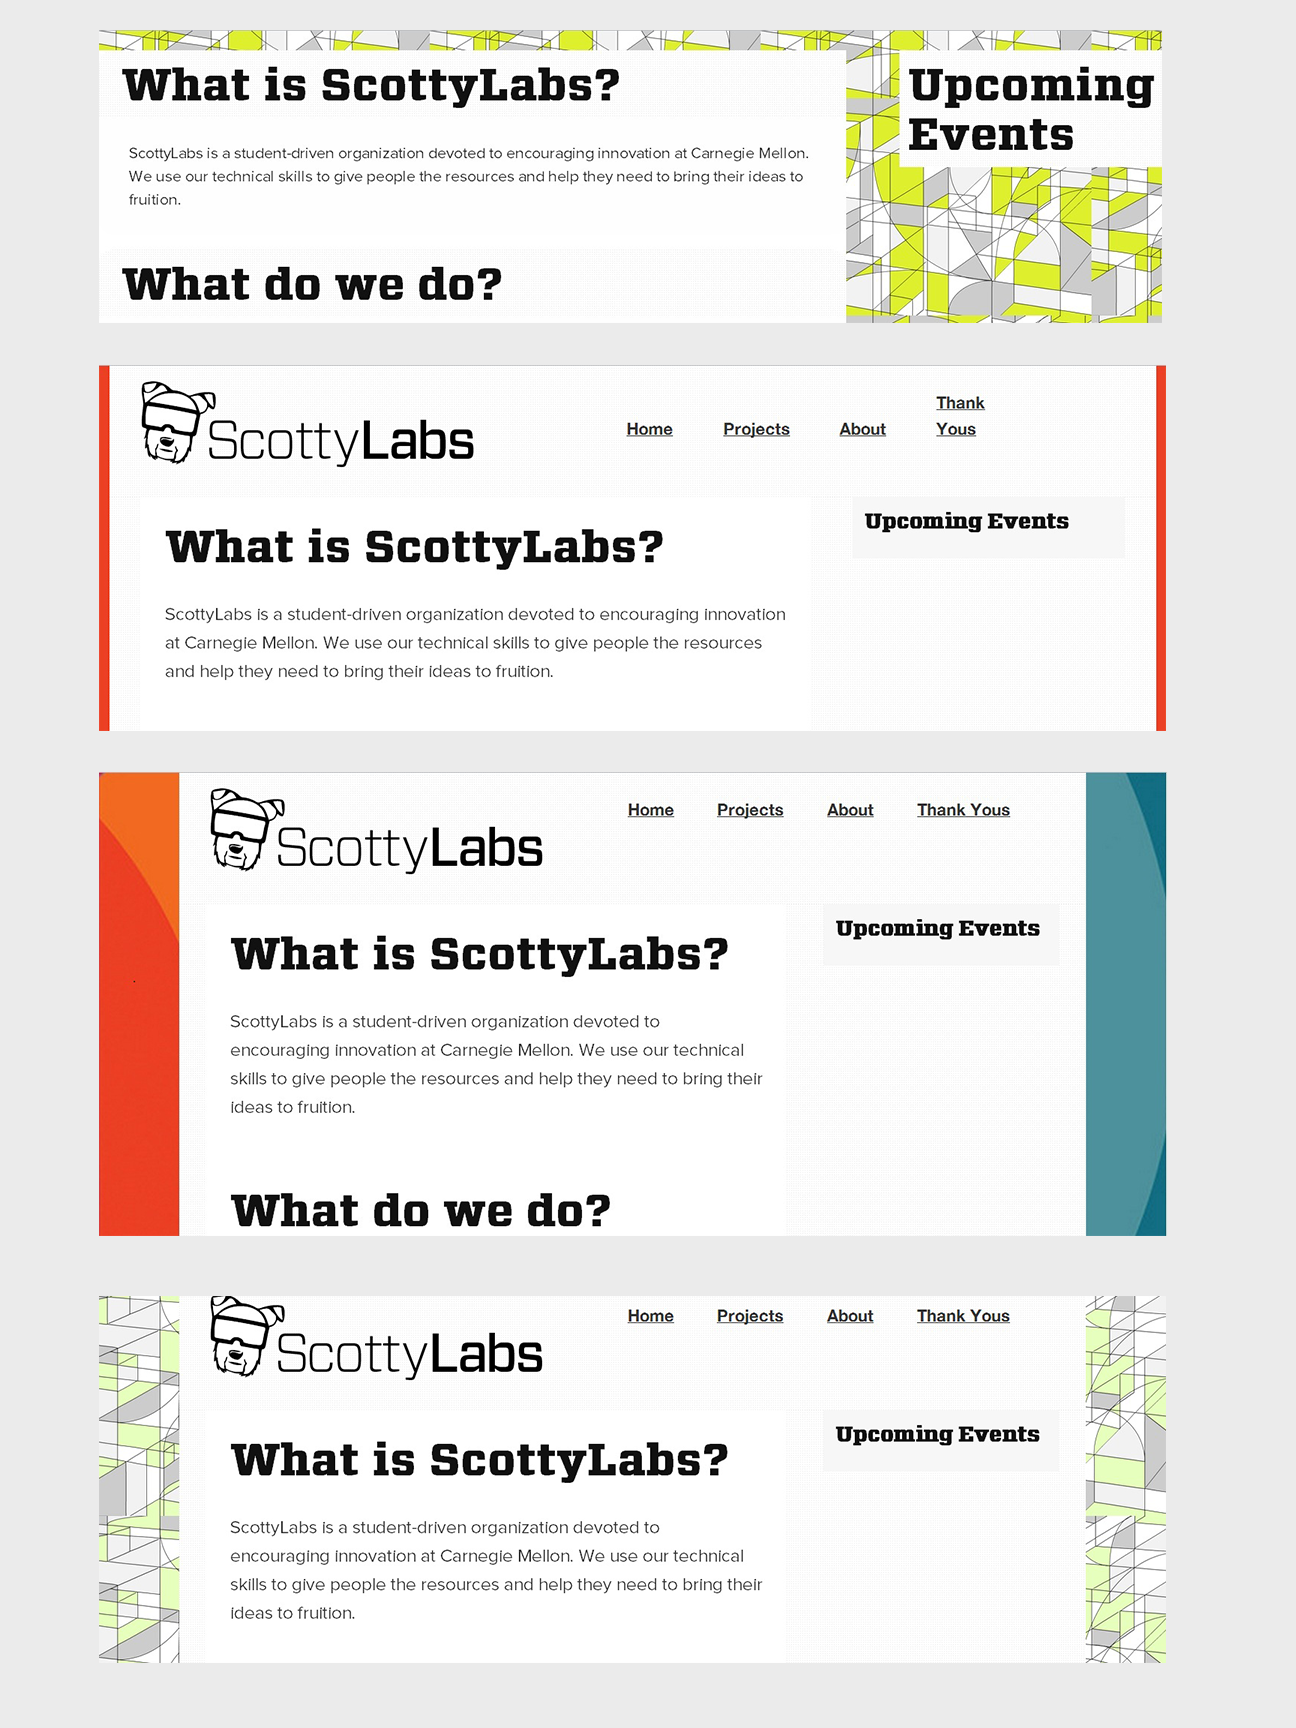 What is ScottyLabs?
Upcoming
Events
ScottyLabs is a student-driven organization devoted to encouraging innovation at Carnegie Mellon.
We use our technical skills to give people the resources and help they need to bring their ideas to
fruition.
What do we do?
ScottyLabs
Home
Projects
About
Thank
Yous
What is ScottyLabs?
Upcoming Events
ScottyLabs is a student-driven organization devoted to encouraging innovation
at Carnegie Mellon. We use our technical skills to give people the resources
and help they need to bring their ideas to fruition.
ScottyLabs
Home
Projects
About
Thank Yous
What is ScottyLabs?
Upcoming Events
ScottyLabs is a student-driven organization devoted to
encouraging innovation at Carnegie Mellon. We use our technical
skills to give people the resources and help they need to bring their
ideas to fruition.
What do we do?
ScottyLabs
Home
Projects
About
Thank Yous
What is ScottyLabs?
Upcoming Events
ScottyLabs is a student-driven organization devoted to
encouraging innovation at Carnegie Mellon. We use our technical
skills to give people the resources and help they need to bring their
ideas to fruition.